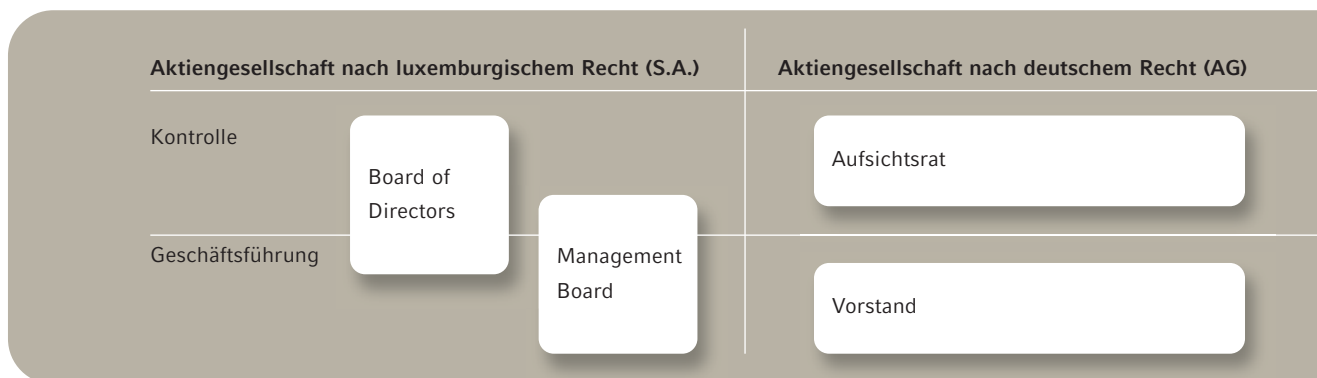 Aktiengesellschaft nach luxemburgischem Recht (S.A.)
Aktiengesellschaft nach deutschem Recht (AG)
Kontrolle
Board of
Directors
Aufsichtsrat
Geschäftsführung
Management
Board
Vorstand